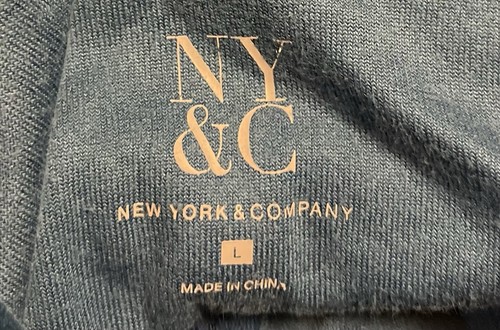 NY
&C
NEW YORK & COMPANY
L
MADE IN CHINA